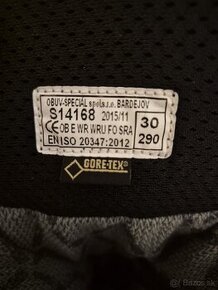 OBUV-ŠPECIÁL spol.s.r.o. BARDEJOV
S14168 2015/11
CE OB E WR WRU FO SRA
EN ISO 20347:2012
30
290
GORE-TEX
Bazos.sk